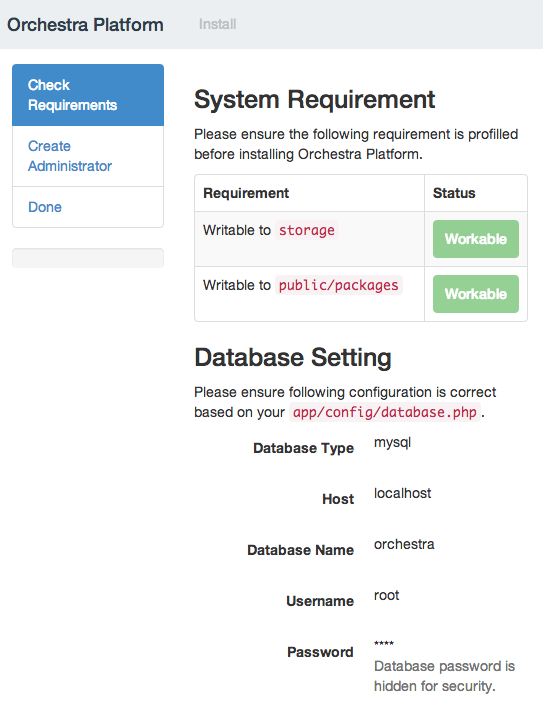 Orchestra Platform Install
Check
Requirements
Create
Administrator
Done
System Requirement
Please ensure the following requirement is profilled
before installing Orchestra Platform.
Requirement Status
Writable to storage Workable
Writable to public/packages Workable
Database Setting
Please ensure following configuration is correct
based on your app/config/database.php.
Database Type mysql
Host localhost
Database Name orchestra
Username root
Password ****
Database password is
hidden for security.